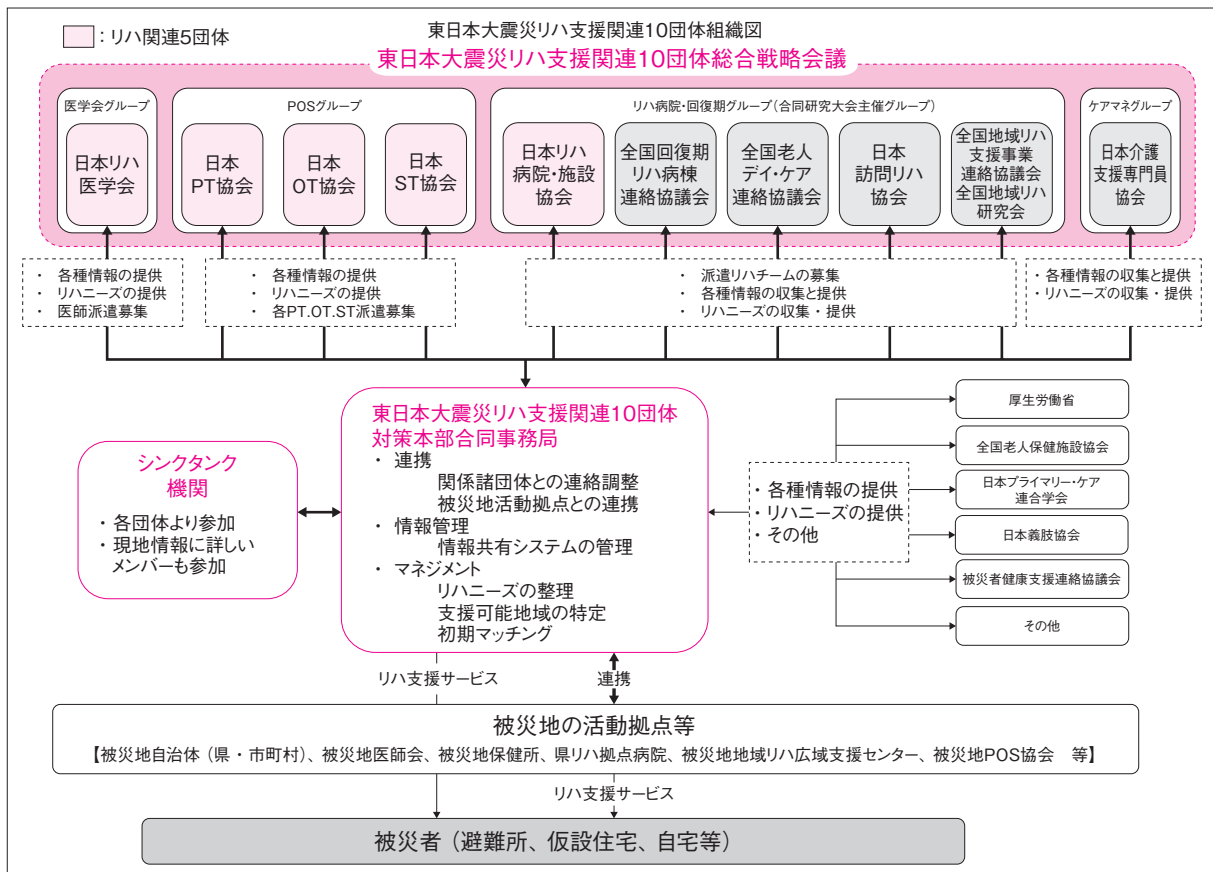 東日本大震災リハ支援関連10団体組織図
：リハ関連5団体
東日本大震災リハ支援関連10団体総合戦略会議
医学会グループ
日本リハ
医学会
POSグループ
日本
PT協会
日本
OT協会
日本
ST協会
リハ病院・回復期グループ（合同研究大会主催グループ）
日本リハ
病院・施設
協会
全国回復期
リハ病棟
連絡協議会
全国老人
デイ・ケア
連絡協議会
日本
訪問リハ
協会
全国地域リハ
支援事業
連絡協議会
全国地域リハ
研究会
ケアマネグループ
日本介護
支援専門員
協会
・ 各種情報の提供
・ リハニーズの提供
・ 医師派遣募集
・ 各種情報の提供
・ リハニーズの提供
・ 各PT.OT.ST派遣募集
・ 派遣リハチームの募集
・ 各種情報の収集と提供
・ リハニーズの収集・提供
・各種情報の収集と提供
・リハニーズの収集・提供
シンクタンク
機関
・各団体より参加
・現地情報に詳しい
メンバーも参加
東日本大震災リハ支援関連10団体
対策本部合同事務局
・ 連携
関係諸団体との連絡調整
被災地活動拠点との連携
・ 情報管理
情報共有システムの管理
・ マネジメント
リハニーズの整理
支援可能地域の特定
初期マッチング
・各種情報の提供
・リハニーズの提供
・その他
厚生労働省
全国老人保健施設協会
日本プライマリー・ケア
連合学会
日本義肢協会
被災者健康支援連絡協議会
その他
リハ支援サービス
連携
被災地の活動拠点等
【被災地自治体（県・市町村）、被災地医師会、被災地保健所、県リハ拠点病院、被災地地域リハ広域支援センター、被災地POS協会　等】
リハ支援サービス
被災者（避難所、仮設住宅、自宅等）